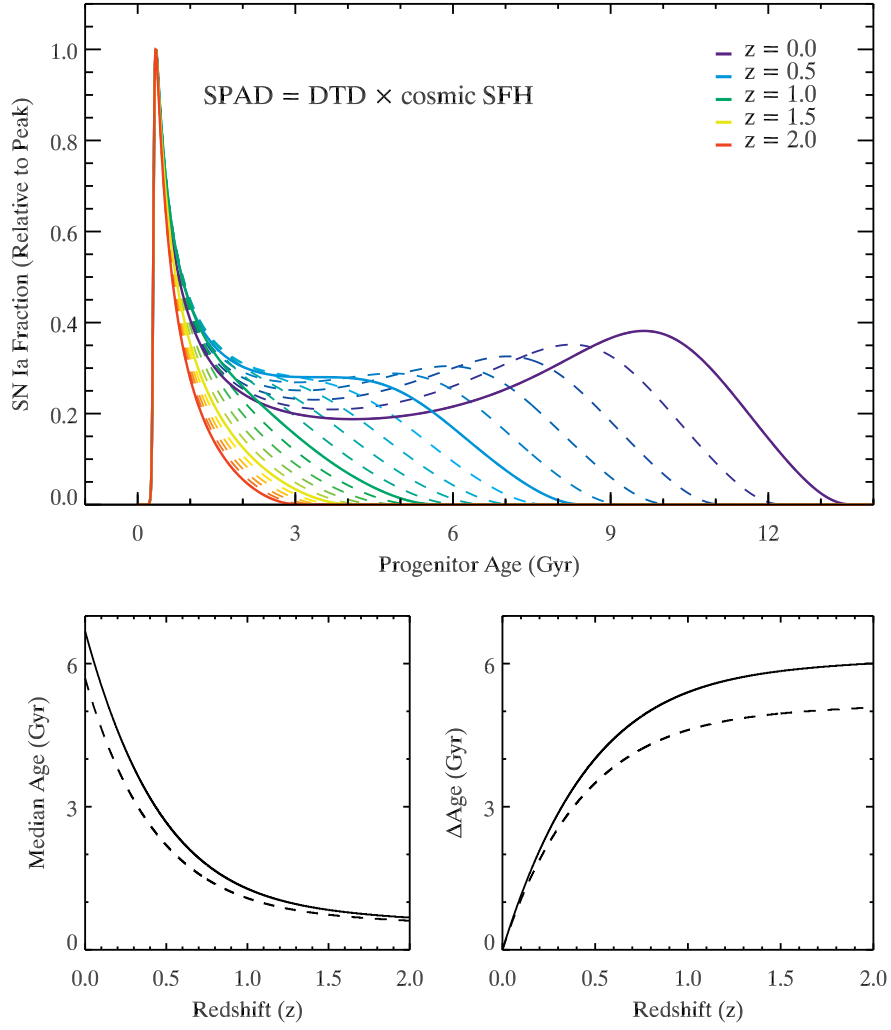 SPAD = DTD × cosmic SFH
z = 0.0
z = 0.5
z = 1.0
z = 1.5
z = 2.0
SN Ia Fraction (Relative to Peak)
1.0
0.8
0.6
0.4
0.2
0.0
0 3 6 9 12
Progenitor Age (Gyr)
Median Age (Gyr)
6
3
0
0.0 0.5 1.0 1.5 2.0
Redshift (z)
ΔAge (Gyr)
6
3
0
0.0 0.5 1.0 1.5 2.0
Redshift (z)